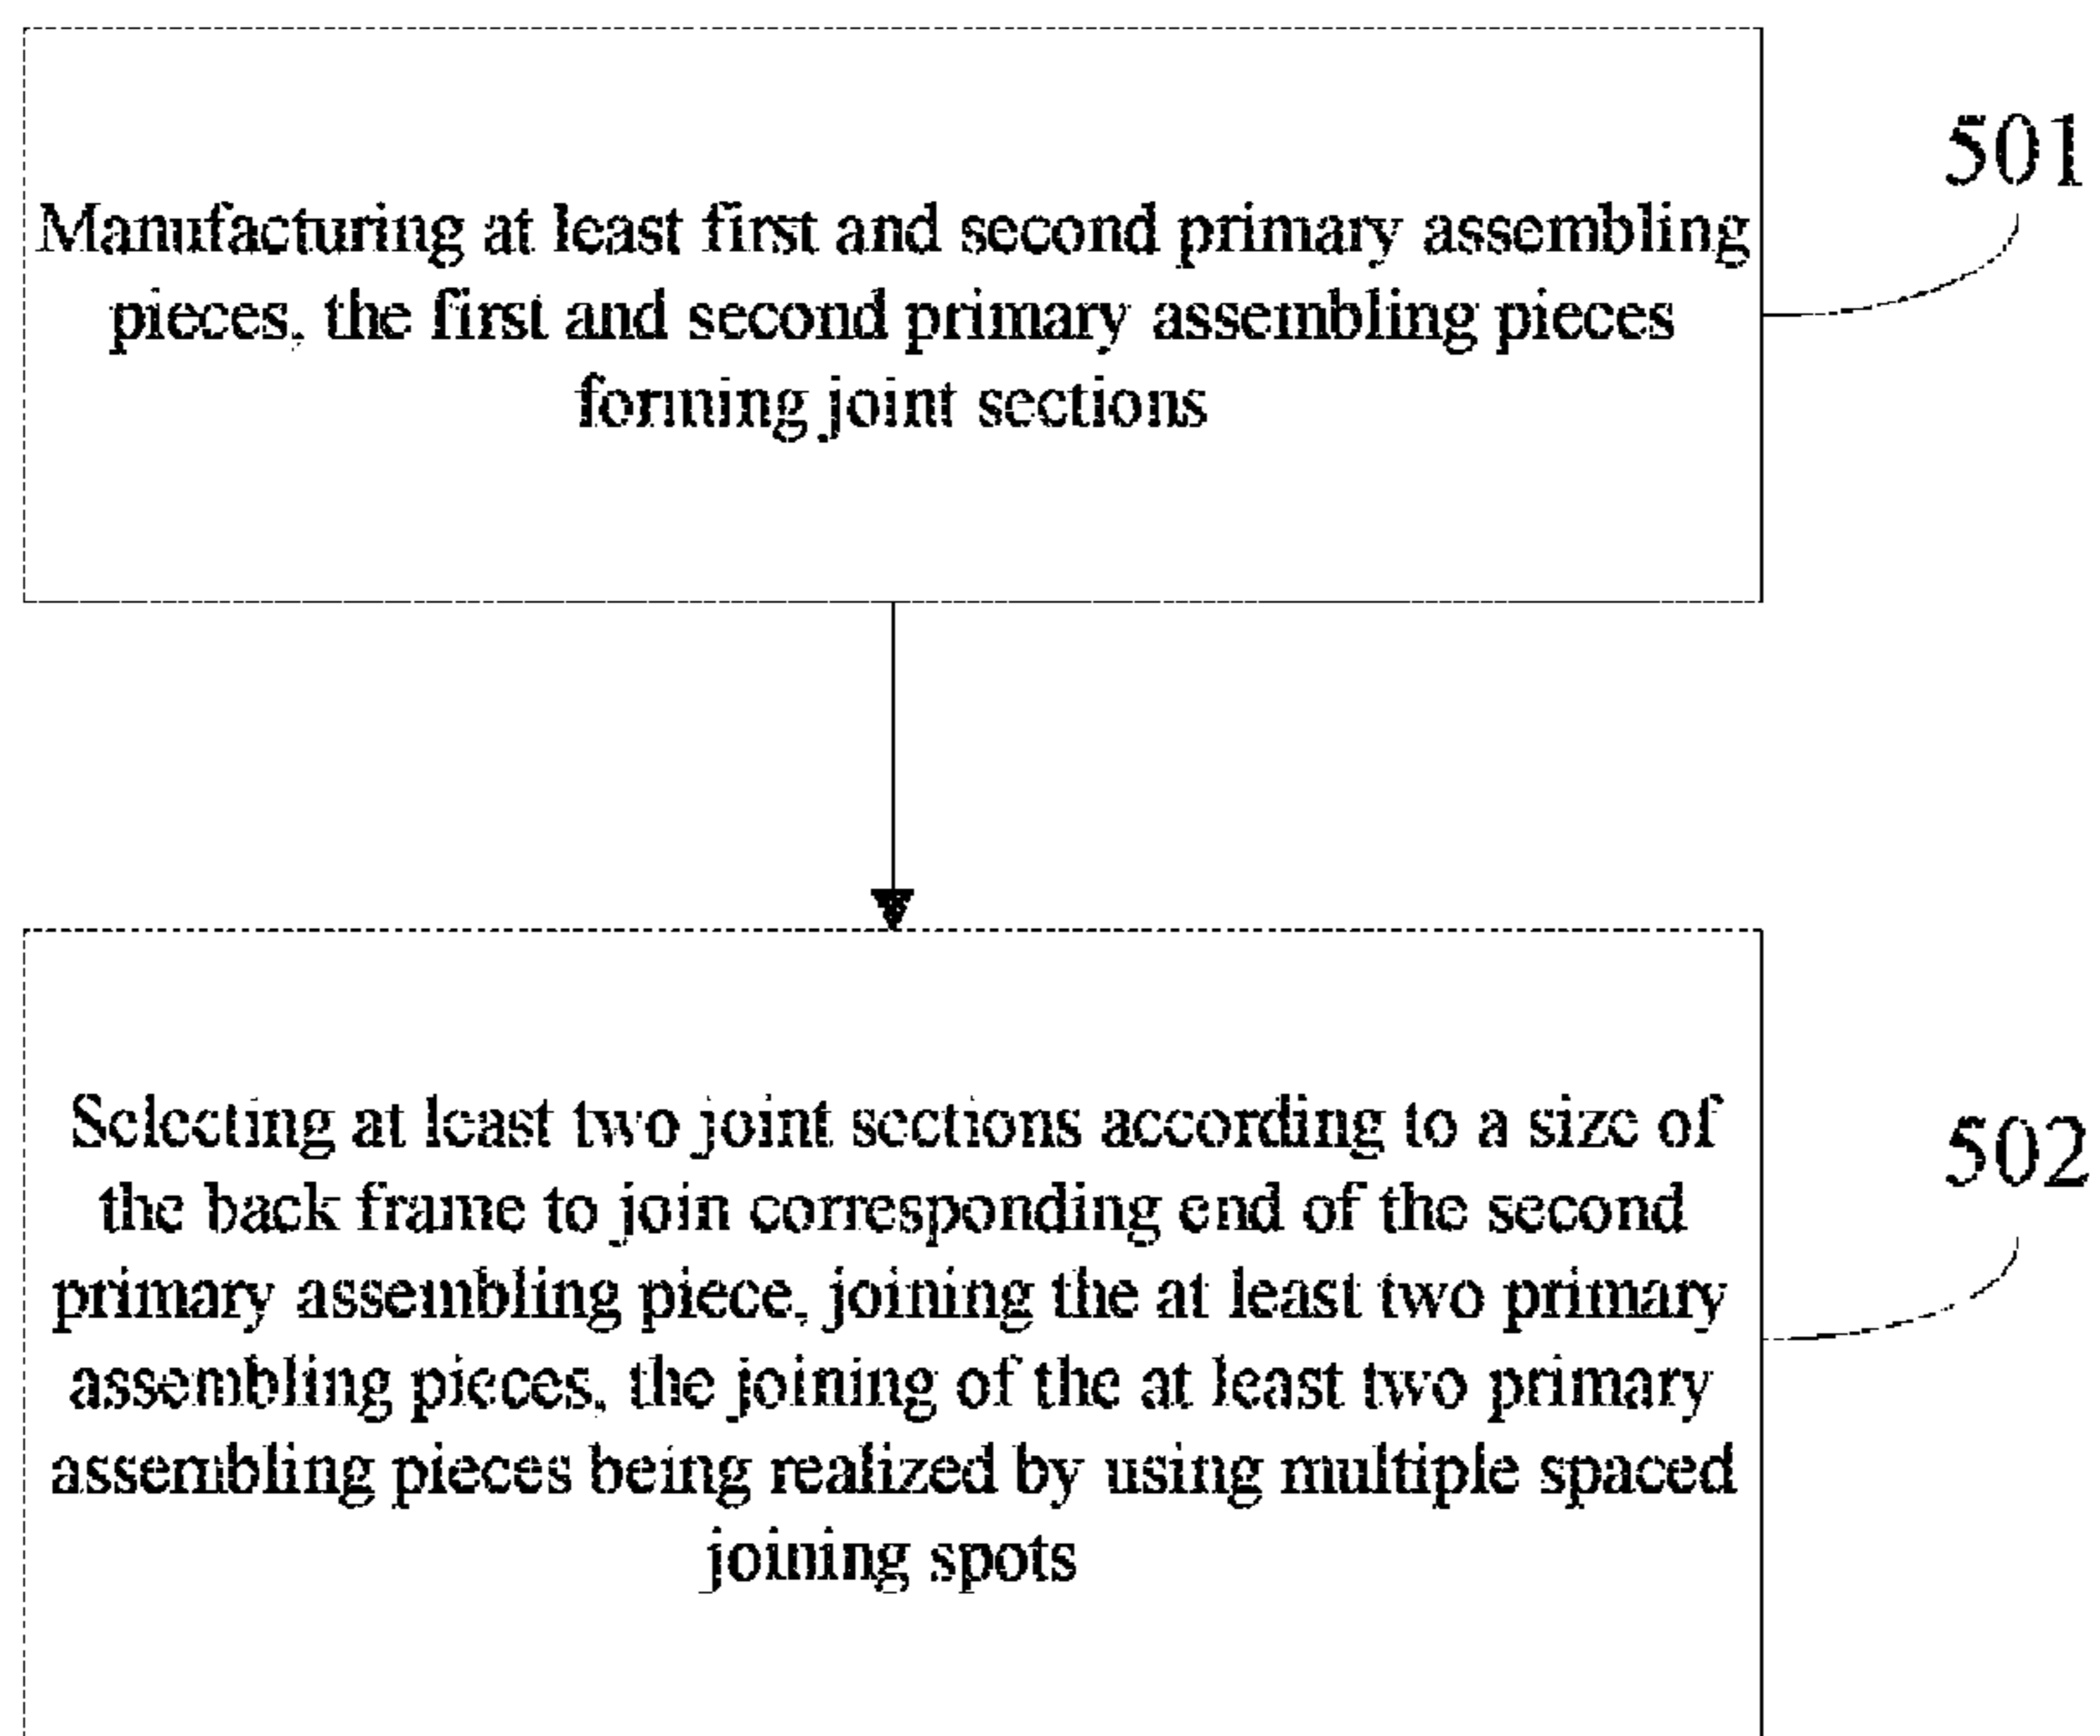 Manufacturing at least first and second primary assembling
pieces, the first and second primary assembling pieces
forming joint sections
501
Selecting at least two joint sections according to a size of
the back frame to join corresponding end of the second
primary assembling piece, joining the at least two primary
assembling pieces, the joining of the at least two primary
assembling pieces being realized by using multiple spaced
joining spots
502